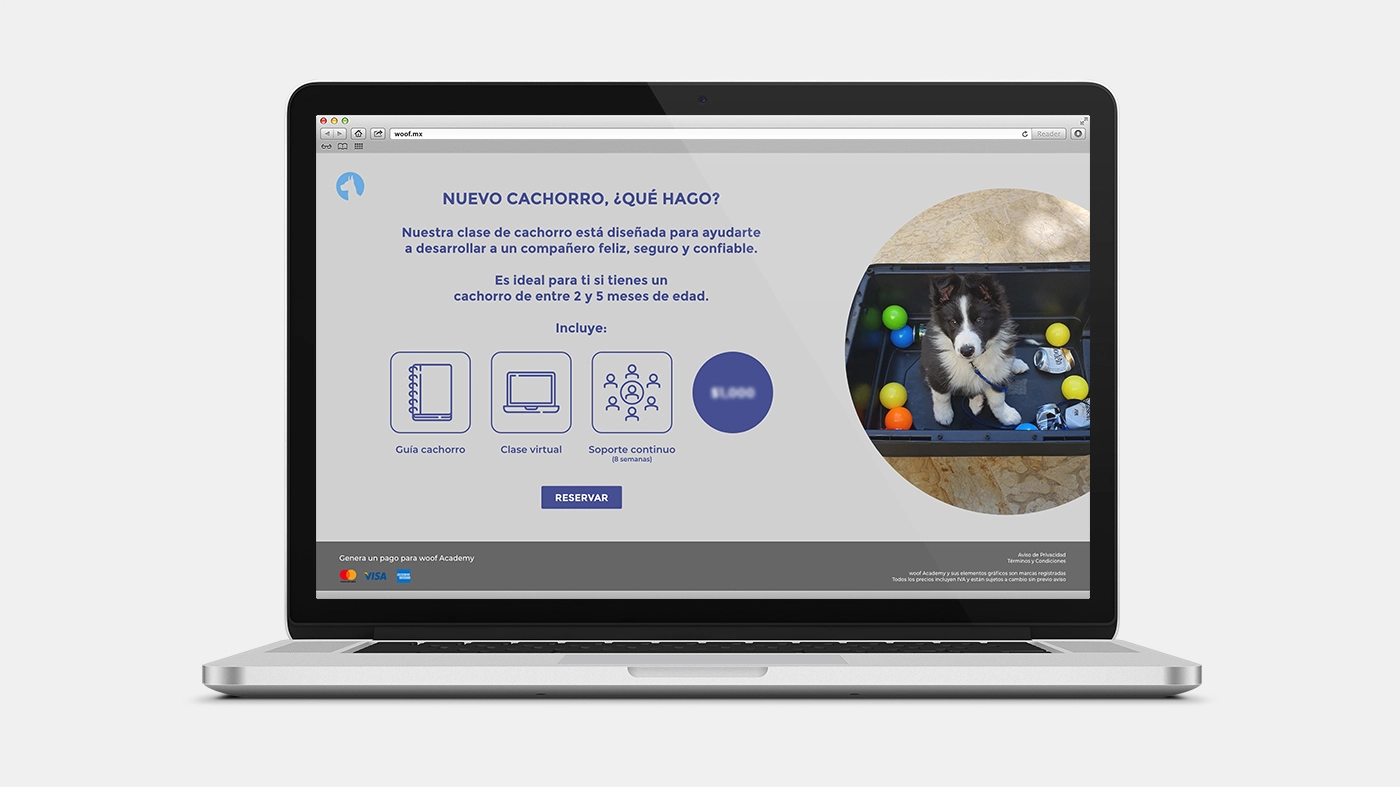 woof.mx
Reader
NUEVO CACHORRO, ¿QUÉ HAGO?
Nuestra clase de cachorro está diseñada para ayudarte
a desarrollar a un compañero feliz, seguro y confiable.
Es ideal para ti si tienes un
cachorro de entre 2 y 5 meses de edad.
Incluye:
$1,000
Guía cachorro
Clase virtual
Soporte continuo
(8 semanas)
RESERVAR
Genera un pago para woof Academy
VISA
Aviso de Privacidad
Términos y Condiciones
woof Academy y sus elementos gráficos son marcas registradas
Todos los precios incluyen IVA y están sujetos a cambio sin previo aviso